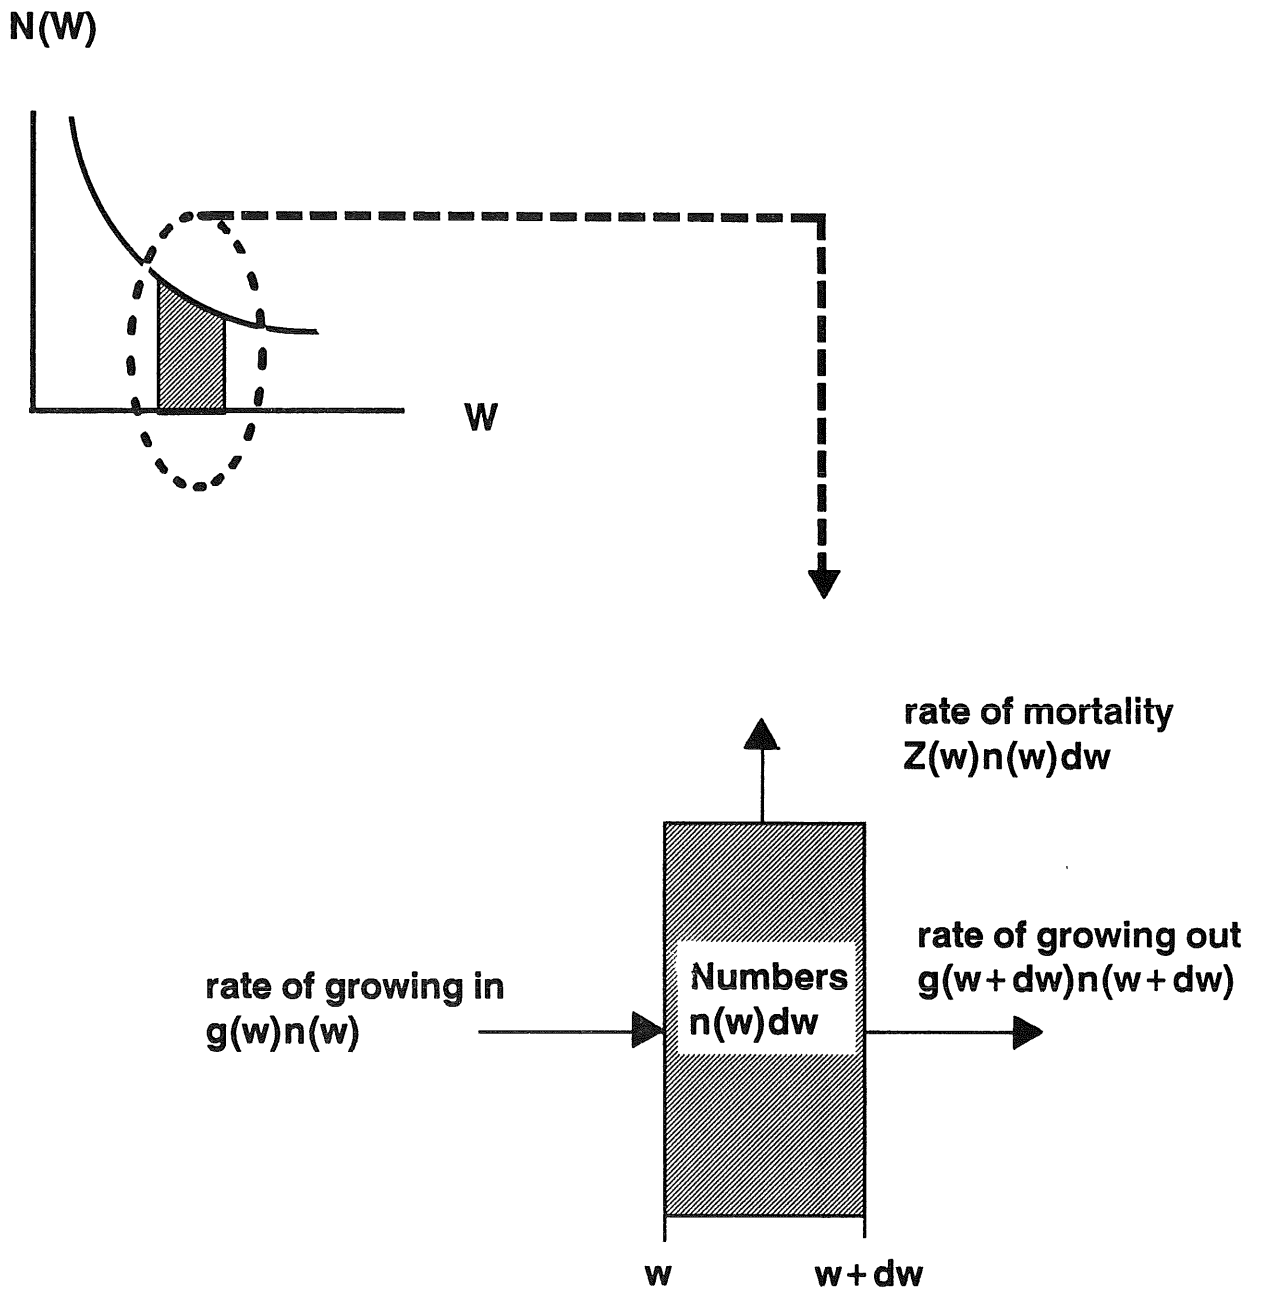 N(W)
W
rate of mortality
Z(w)n(w)dw
rate of growing out
g(w+dw)n(w+dw)
rate of growing in
g(w)n(w)
Numbers
n(w)dw
w
w+dw